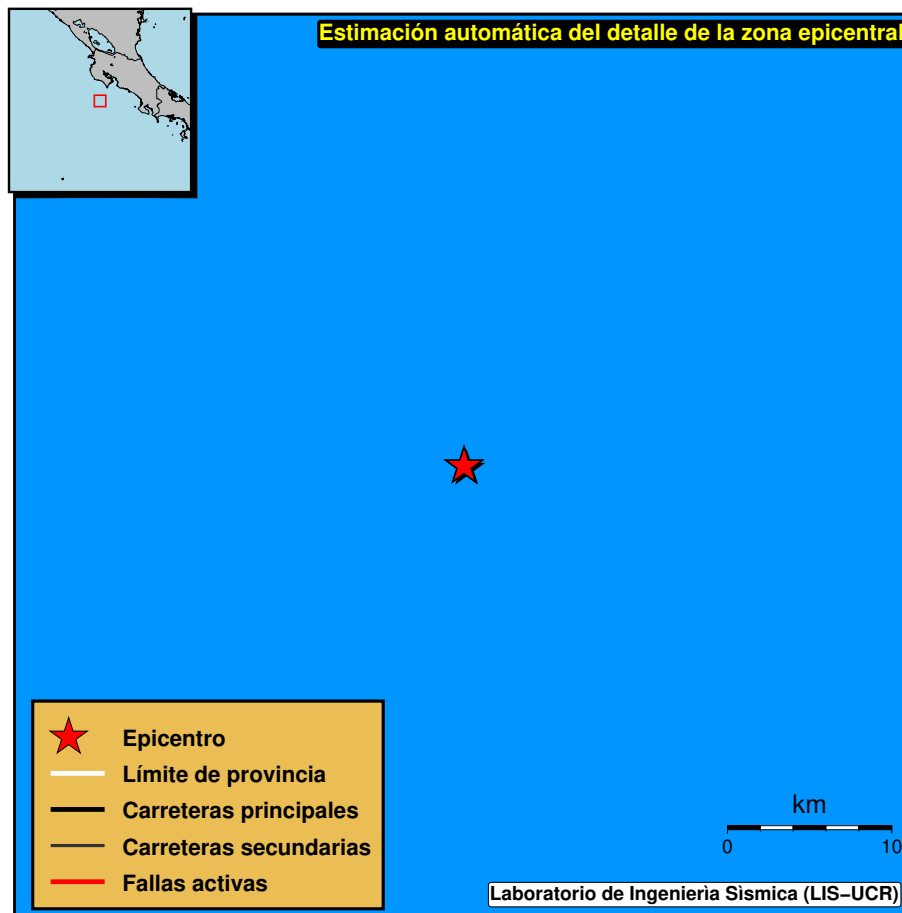 Estimación automática del detalle de la zona epicentral
Epicentro
Límite de provincia
Carreteras principales
Carreteras secundarias
Fallas activas
km
0
10
Laboratorio de Ingenierìa Sìsmica (LIS−UCR)